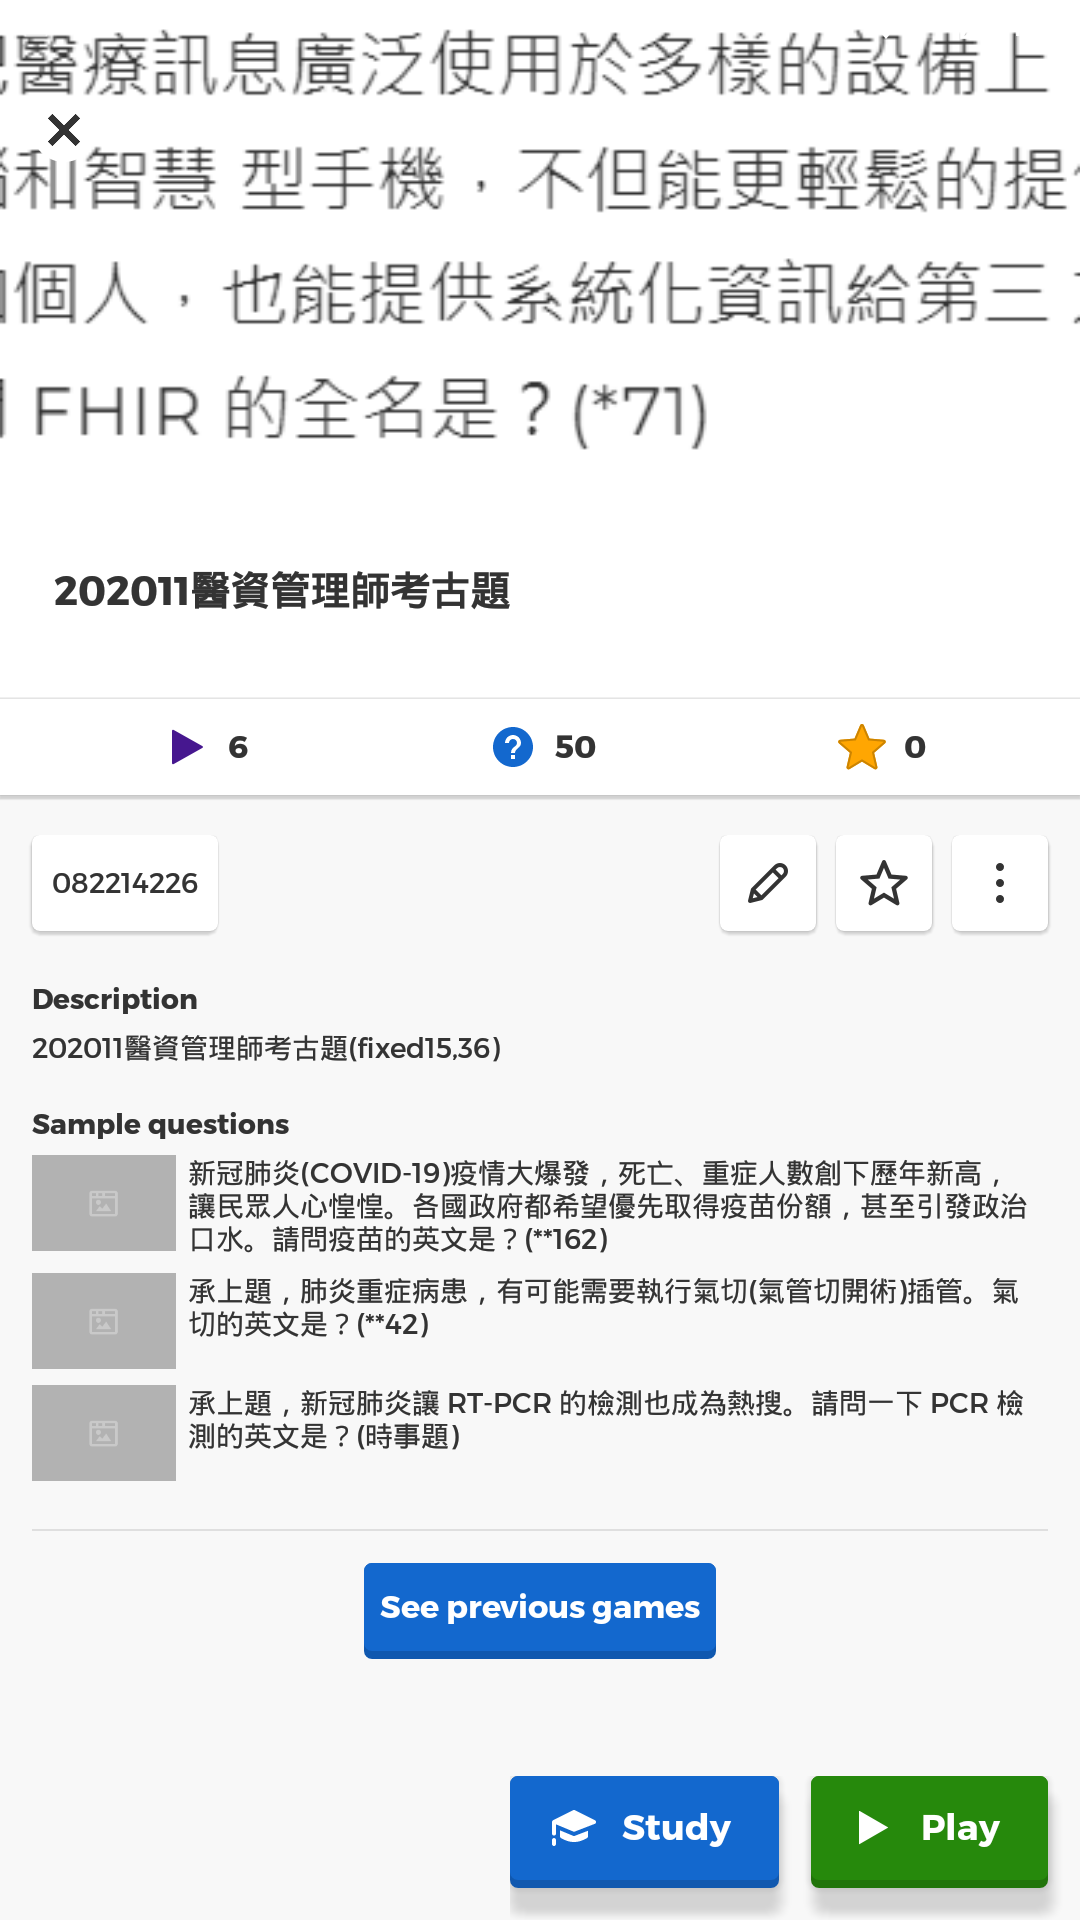 醫療訊息廣泛使用於多樣的設備上
和智慧 型手機，不但能更輕鬆的提
個人，也能提供系統化資訊給第三
FHIR 的全名是？(*71)
202011醫資管理師考古題
6
50
0
082214226
Description
202011醫資管理師考古題(fixed15,36)
Sample questions
新冠肺炎(COVID-19)疫情大爆發，死亡、重症人數創下歷年新高，
讓民眾人心惶惶。各國政府都希望優先取得疫苗份額，甚至引發政治
口水。請問疫苗的英文是？(**162)
承上題，肺炎重症病患，有可能需要執行氣切(氣管切開術)插管。氣
切的英文是？(**42)
承上題，新冠肺炎讓 RT-PCR 的檢測也成為熱搜。請問一下 PCR 檢
測的英文是？(時事題)
See previous games
Study
Play